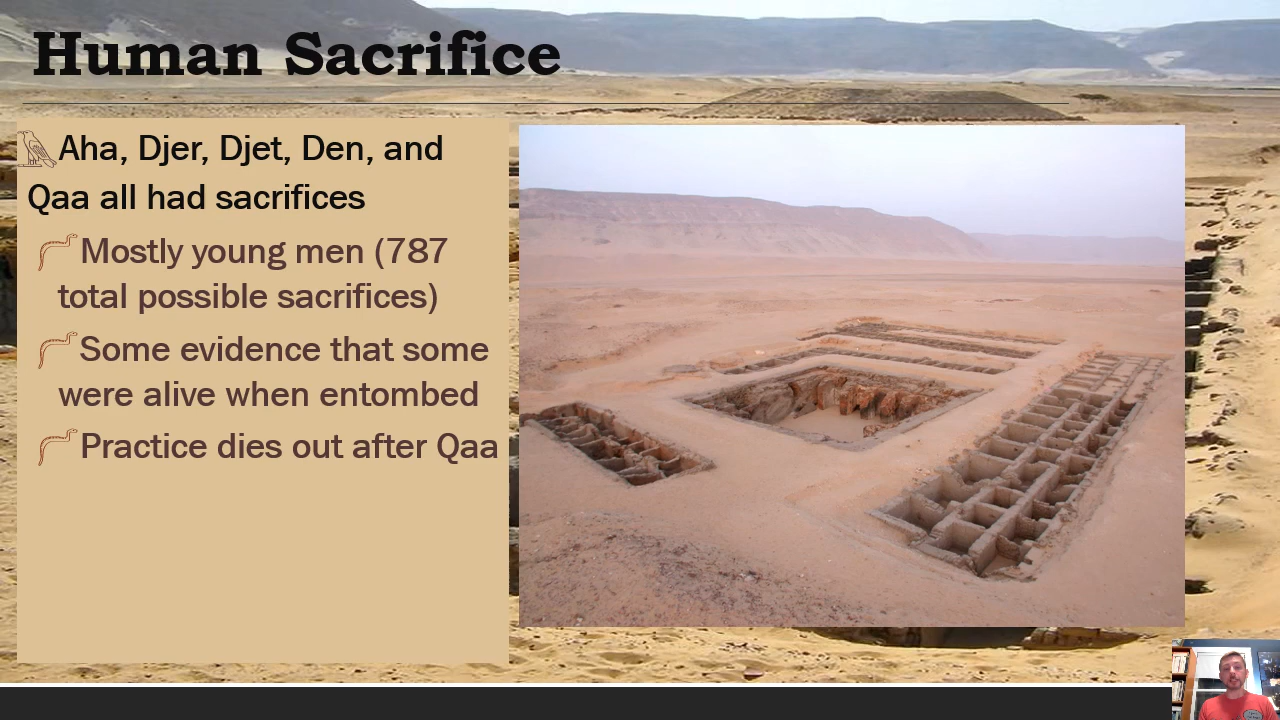 Human Sacrifice
Aha, Djer, Djet, Den, and
Qaa all had sacrifices
Mostly young men (787
total possible sacrifices)
Some evidence that some
were alive when entombed
Practice dies out after Qaa